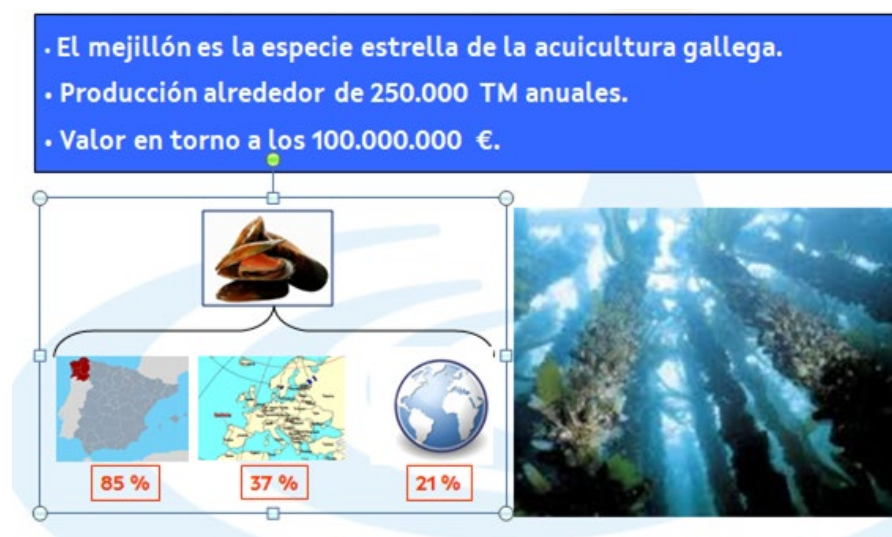 • El mejillón es la especie estrella de la acuicultura gallega.
• Producción alrededor de 250.000 TM anuales.
• Valor en torno a los 100.000.000 €.
85 %
37 %
21 %